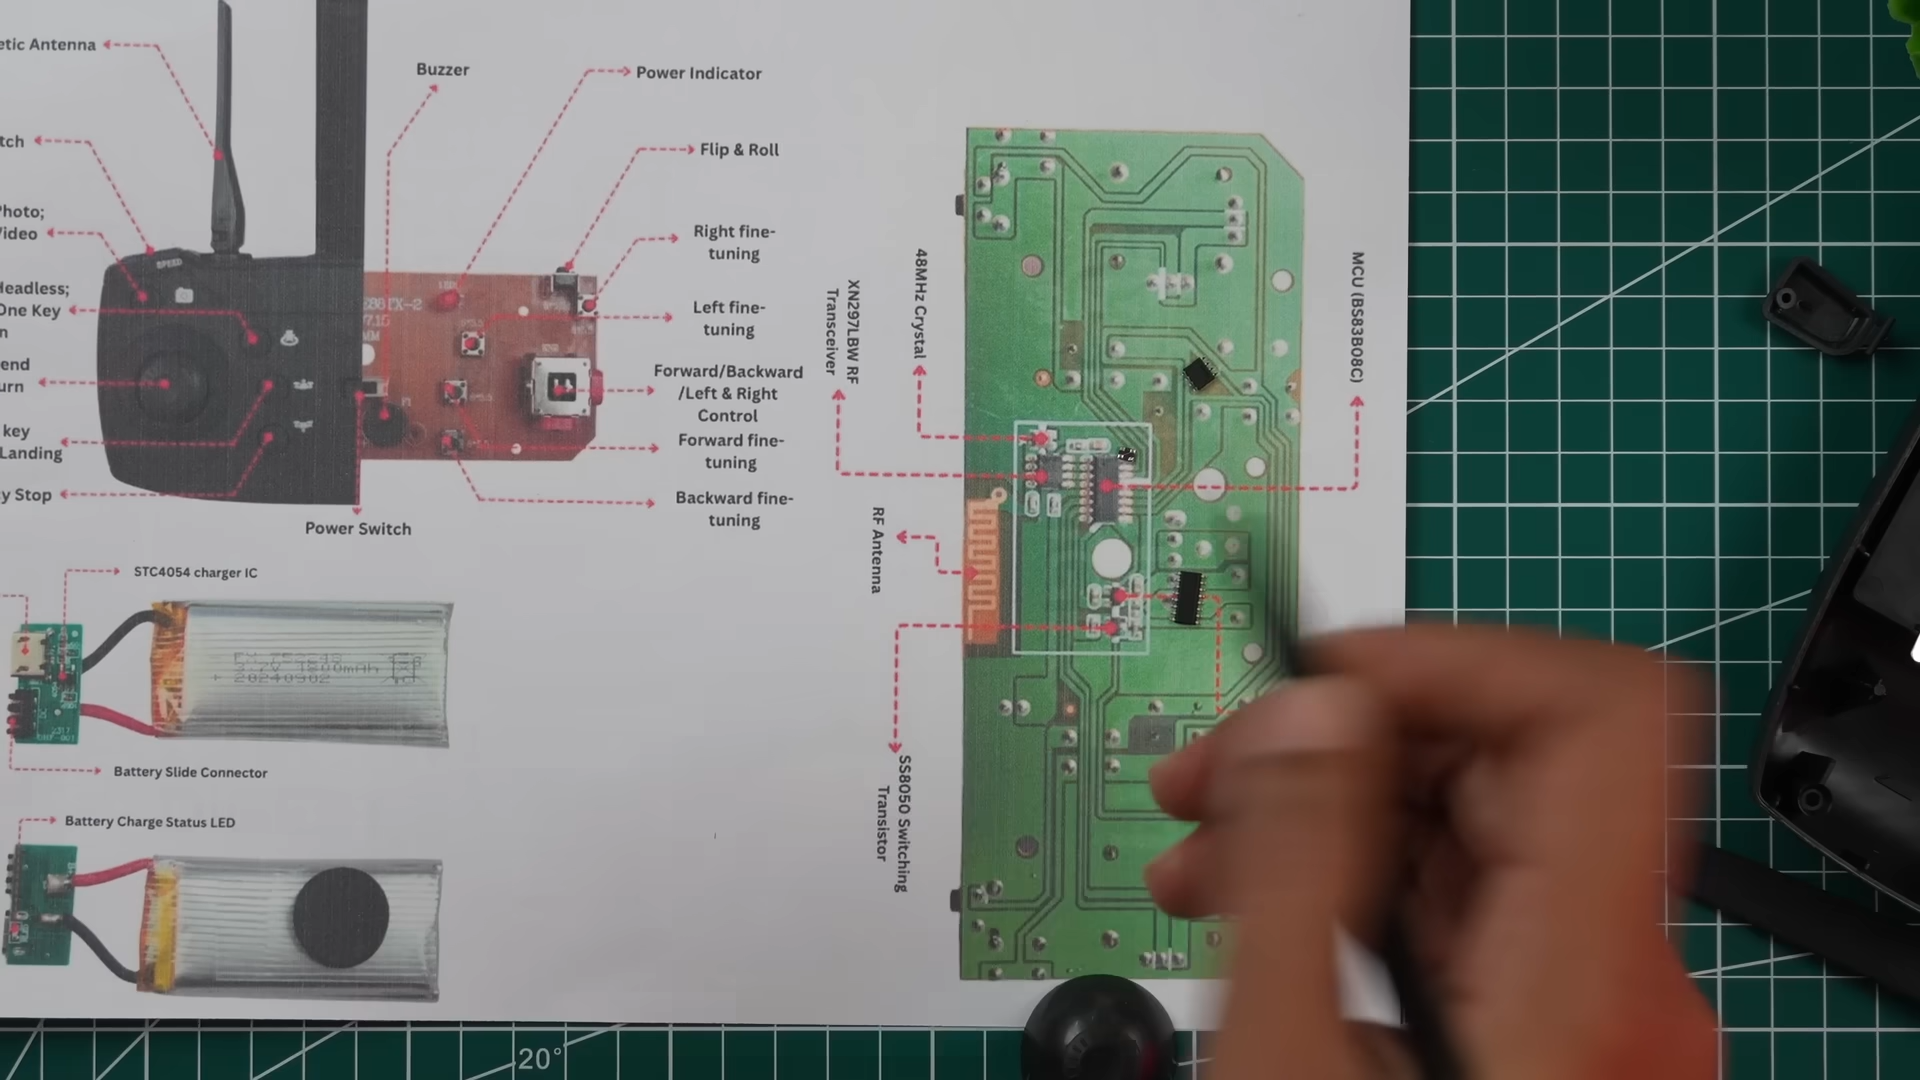 etic Antenna
Buzzer
Power Indicator
tch
Flip & Roll
Photo;
Video
Right fine-
tuning
SPEED
Headless;
One Key
n
Left fine-
tuning
end
urn
Forward/Backward
/Left & Right
Control
key
Landing
Forward fine-
tuning
y Stop
Backward fine-
tuning
Power Switch
STC4054 charger IC
+ 20240902
Battery Slide Connector
Battery Charge Status LED
XN297LBW RF
Transceiver
48MHz Crystal
MCU (BS83B08C)
RF Antenna
SS8050 Switching
Transistor
20°